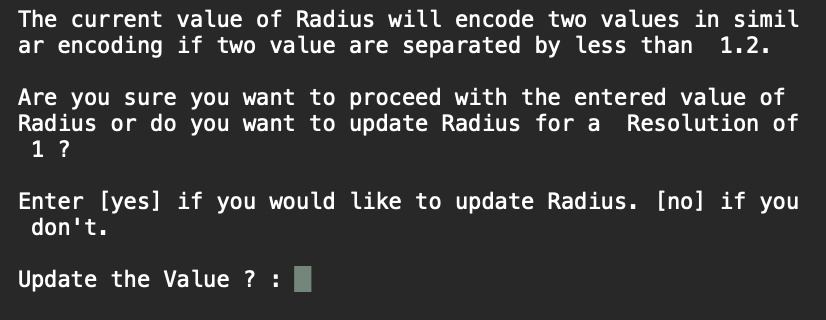 The current value of Radius will encode two values in simil
ar encoding if two value are separated by less than  1.2.
Are you sure you want to proceed with the entered value of
Radius or do you want to update Radius for a  Resolution of
 1 ?
Enter [yes] if you would like to update Radius. [no] if you
 don't.
Update the Value ? :